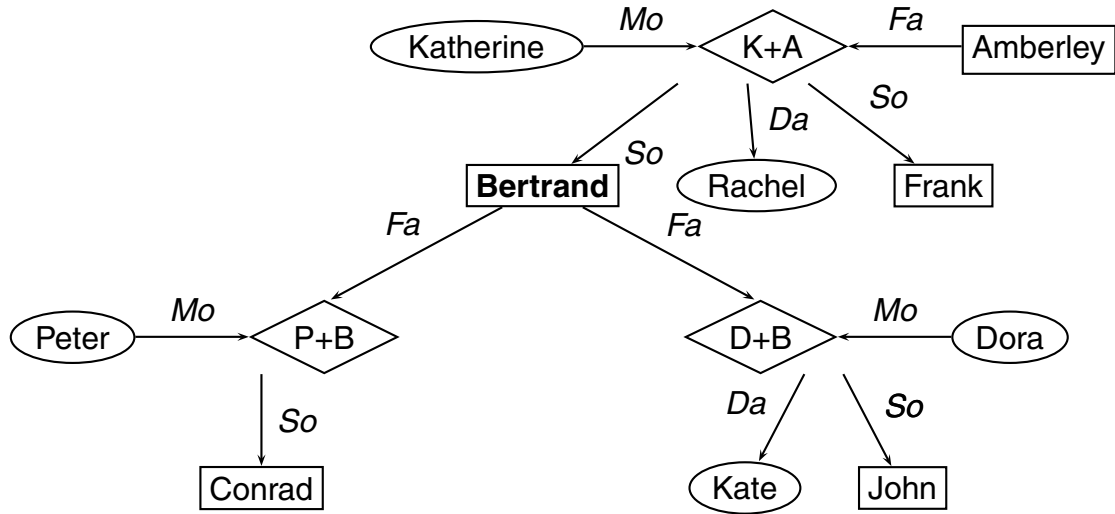 Mo
Fa
Katherine
K+A
Amberley
Da
So
So
Bertrand
Rachel
Frank
Fa
Fa
Mo
Mo
Peter
P+B
D+B
Dora
So
Da
So
Conrad
Kate
John